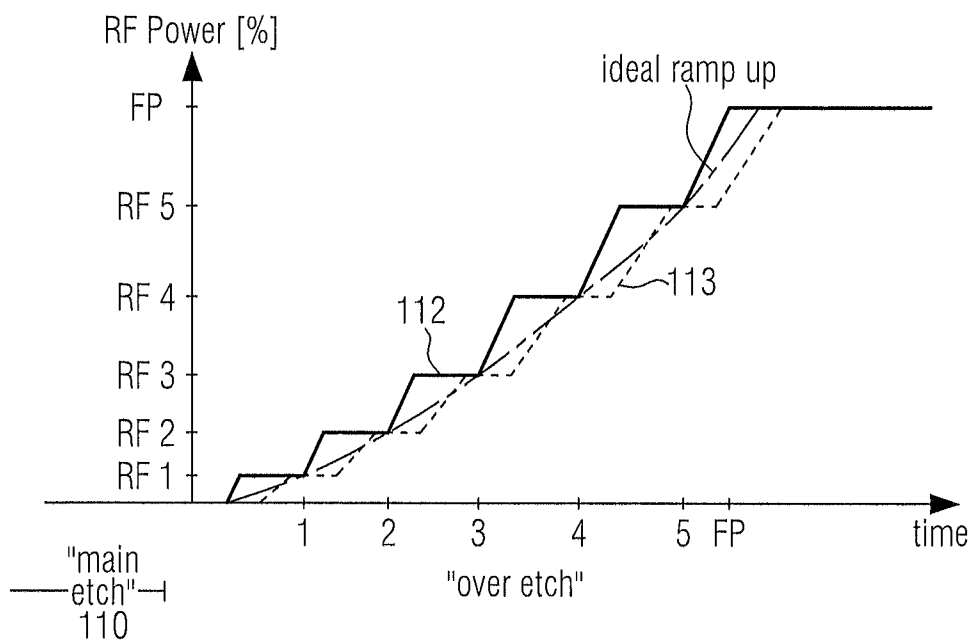 RF Power [%]
ideal ramp up
FP
RF 5
RF 4
113
112
RF 3
RF 2
RF 1
1 2 3 4 5 FP time
"main
etch"
110
"over etch"